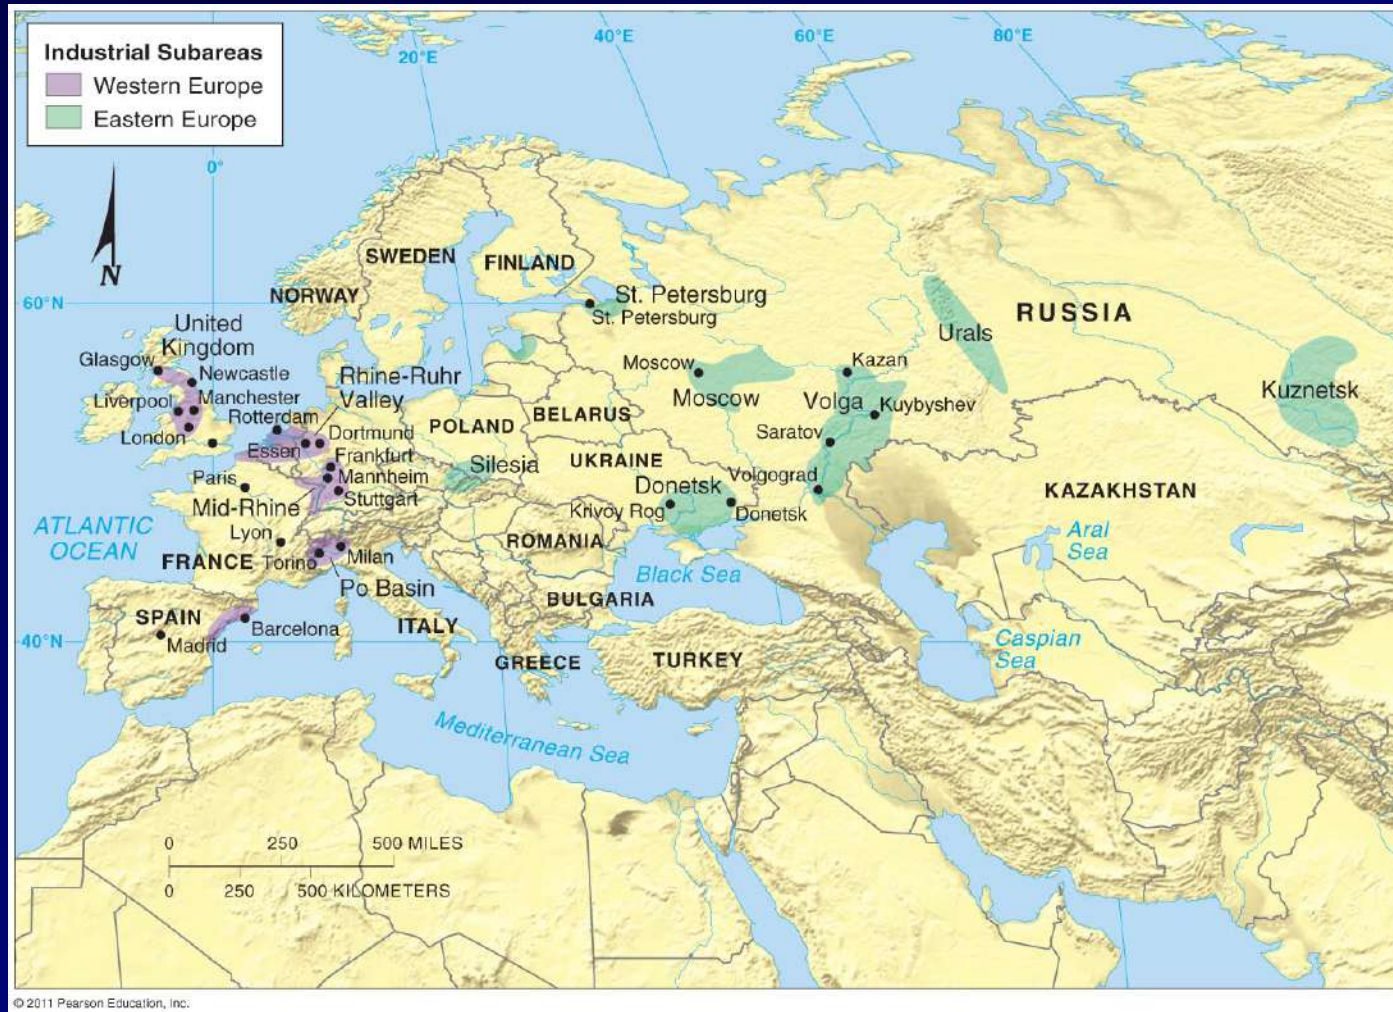 Industrial Subareas
Western Europe
Eastern Europe
N
0°
20°E
40°E
60°E
80°E
60°N
40°N
SWEDEN
FINLAND
NORWAY
RUSSIA
St. Petersburg
St. Petersburg
United
Kingdom
Glasgow
Newcastle
Liverpool
Manchester
London
Rhine-Ruhr
Valley
Rotterdam
Dortmund
Essen
Frankfurt
Mannheim
Stuttgart
Paris
Mid-Rhine
Lyon
FRANCE
Torino
Milan
Po Basin
ATLANTIC
OCEAN
SPAIN
Madrid
Barcelona
ITALY
GREECE
POLAND
Silesia
BELARUS
UKRAINE
Donetsk
Krivoy Rog
Donetsk
ROMANIA
BULGARIA
Black Sea
TURKEY
Mediterranean Sea
Moscow
Moscow
Kazan
Volga
Kuybyshev
Saratov
Volgograd
Urals
Kuznetsk
KAZAKHSTAN
Aral
Sea
Caspian
Sea
0 250 500 MILES
0 250 500 KILOMETERS
© 2011 Pearson Education, Inc.